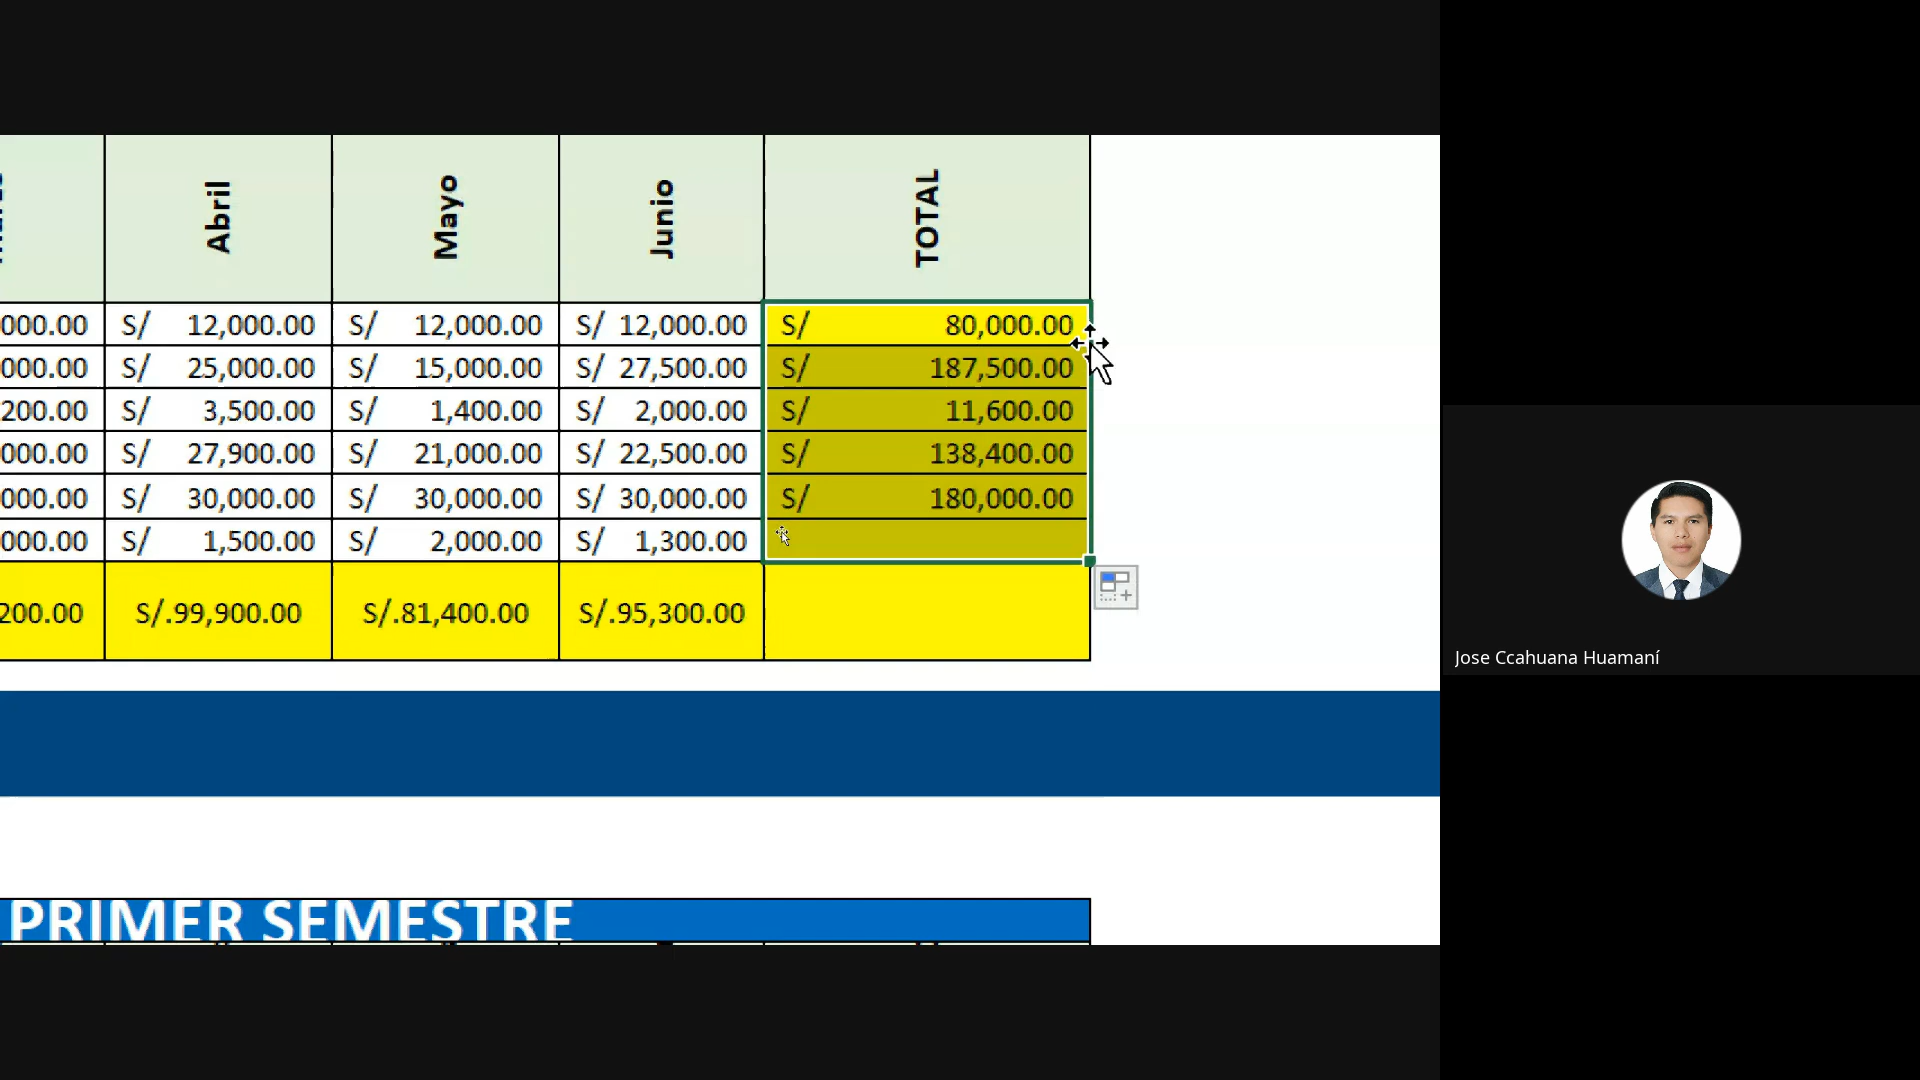 Abril Mayo Junio TOTAL
000.00 S/ 12,000.00 S/ 12,000.00 S/ 12,000.00 S/ 80,000.00
000.00 S/ 25,000.00 S/ 15,000.00 S/ 27,500.00 S/ 187,500.00
200.00 S/ 3,500.00 S/ 1,400.00 S/ 2,000.00 S/ 11,600.00
000.00 S/ 27,900.00 S/ 21,000.00 S/ 22,500.00 S/ 138,400.00
000.00 S/ 30,000.00 S/ 30,000.00 S/ 30,000.00 S/ 180,000.00
000.00 S/ 1,500.00 S/ 2,000.00 S/ 1,300.00
200.00 S/.99,900.00 S/.81,400.00 S/.95,300.00
PRIMER SEMESTRE
Jose Ccahuana Huamaní